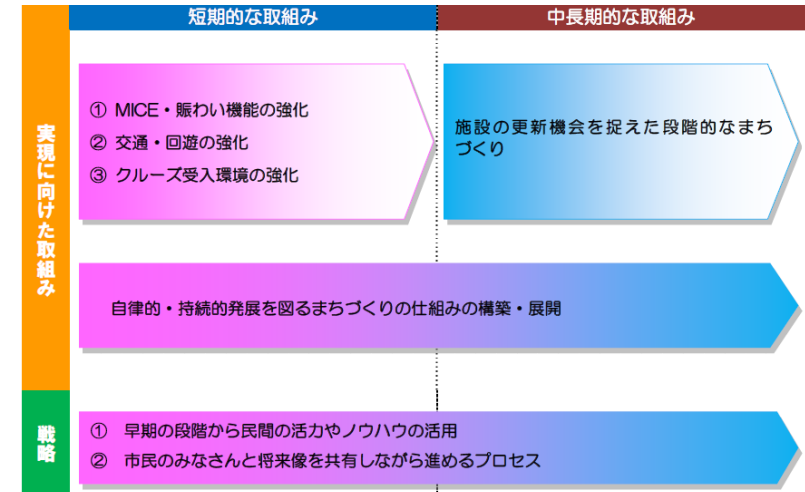 短期的な取組み
中長期的な取組み
実現に向けた取組み
① MICE・賑わい機能の強化
② 交通・回遊の強化
③ クルーズ受入環境の強化
施設の更新機会を捉えた段階的なまち
づくり
自律的・持続的発展を図るまちづくりの仕組みの構築・展開
戦略
① 早期の段階から民間の活力やノウハウの活用
② 市民のみなさんと将来像を共有しながら進めるプロセス